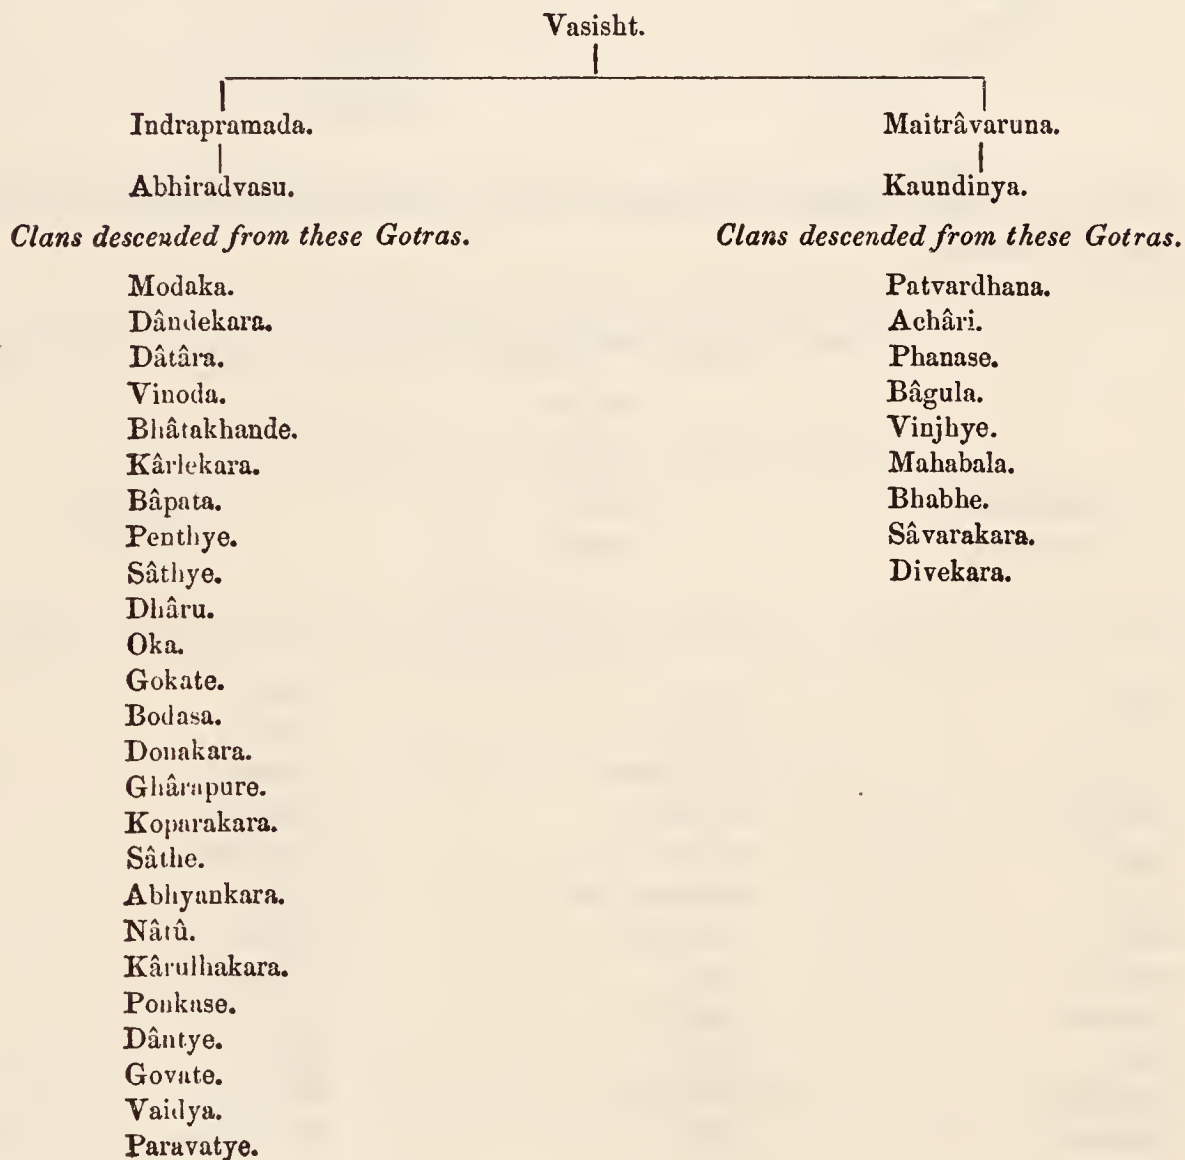 Vasisht.
Indrapramada.
Abhiradvasu.
Clans descended from these Gotras.
Modaka.
Dândekara.
Dâtâra.
Vinoda.
Bhâtakhande.
Kârlekara.
Bâpata.
Penthye.
Sâthye.
Dhâru.
Oka.
Gokate.
Bodasa.
Donakara.
Ghârapure.
Koparakara.
Sâthe.
Abhyankara.
Nâtû.
Kârulhakara.
Ponkase.
Dântye.
Govate.
Vaidya.
Paravatye.
Maitrâvaruna.
Kaundinya.
Clans descended from these Gotras.
Patvardhana.
Achâri.
Phanase.
Bâgula.
Vinjhye.
Mahabala.
Bhabhe.
Sâvarakara.
Divekara.